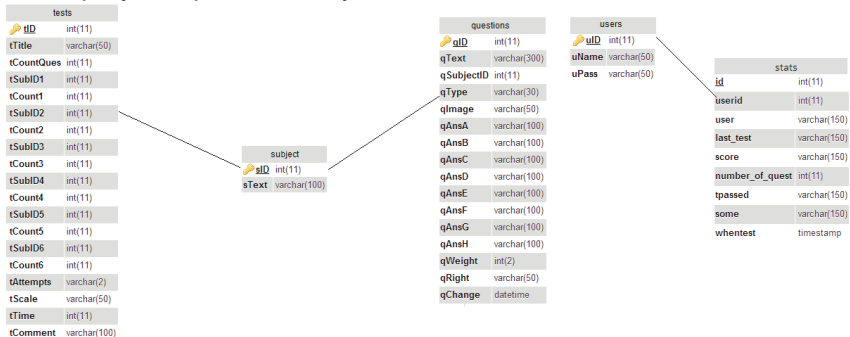 tests
tID int(11)
tTitle varchar(50)
tCountQues int(11)
tSubID1 int(11)
tCount1 int(11)
tSubID2 int(11)
tCount2 int(11)
tSubID3 int(11)
tCount3 int(11)
tSubID4 int(11)
tCount4 int(11)
tSubID5 int(11)
tCount5 int(11)
tSubID6 int(11)
tCount6 int(11)
tAttempts varchar(2)
tScale varchar(50)
tTime int(11)
tComment varchar(100)
subject
sID int(11)
sText varchar(100)
questions
qID int(11)
qText varchar(300)
qSubjectID int(11)
qType varchar(30)
qImage varchar(50)
qAnsA varchar(100)
qAnsB varchar(100)
qAnsC varchar(100)
qAnsD varchar(100)
qAnsE varchar(100)
qAnsF varchar(100)
qAnsG varchar(100)
qAnsH varchar(100)
qWeight int(2)
qRight varchar(50)
qChange datetime
users
uID int(11)
uName varchar(50)
uPass varchar(50)
stats
id int(11)
userid int(11)
user varchar(150)
last_test varchar(150)
score varchar(150)
number_of_quest int(11)
tpassed varchar(150)
some varchar(150)
whentest timestamp